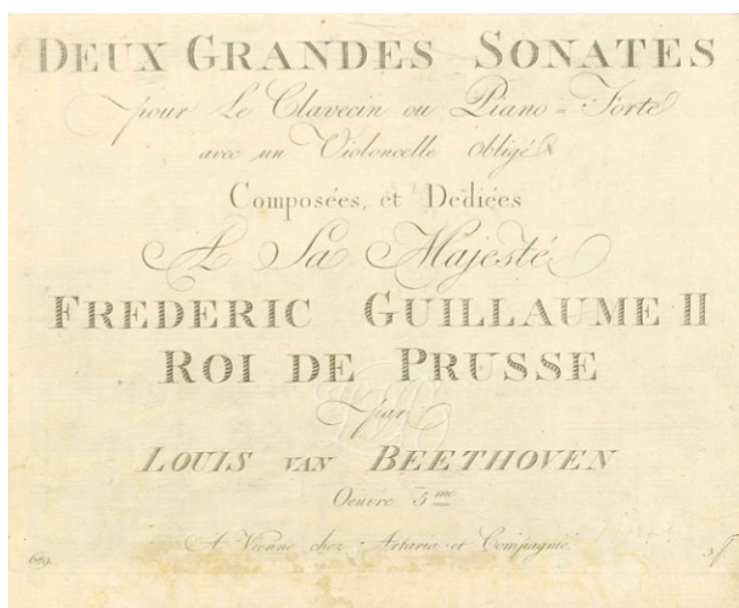 DEUX GRANDES SONATES
pour Le Clavecin ou Piano = Forte
avec un Violoncelle obligé
Composées, et Dediées
A Sa Majesté
FREDERIC GUILLAUME II
ROI DE PRUSSE
par
LOUIS VAN BEETHOVEN
Oeuvre 5me
A Vienne chez Artaria et Compagnie.
689.